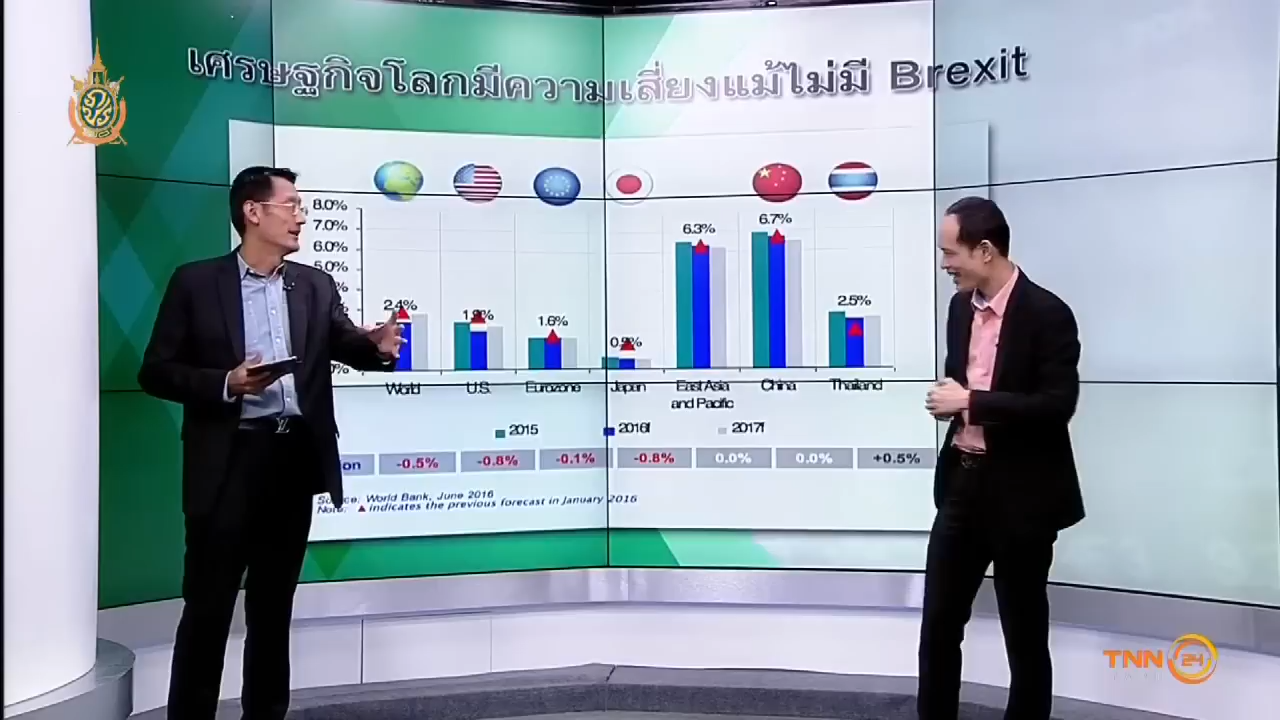 เศรษฐกิจโลกมีความเสี่ยงแม้ไม่มี Brexit
8.0%
7.0%
6.0%
5.0%
2.4%
1.6%
6.3%
6.7%
2.5%
World U.S. Eurozone Japan East Asia and Pacific China Thailand
2015 2016f 2017f
-0.5% -0.8% -0.1% -0.8% 0.0% 0.0% +0.5%
Source: World Bank, June 2016
Note: ▲ indicates the previous forecast in January 2016
TNN 24